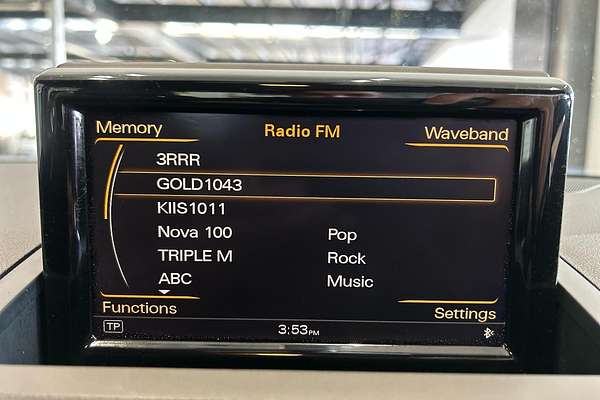 Memory Radio FM Waveband
3RRR
GOLD1043
KIIS1011
Nova 100 Pop
TRIPLE M Rock
ABC Music
Functions Settings
TP 3:53PM